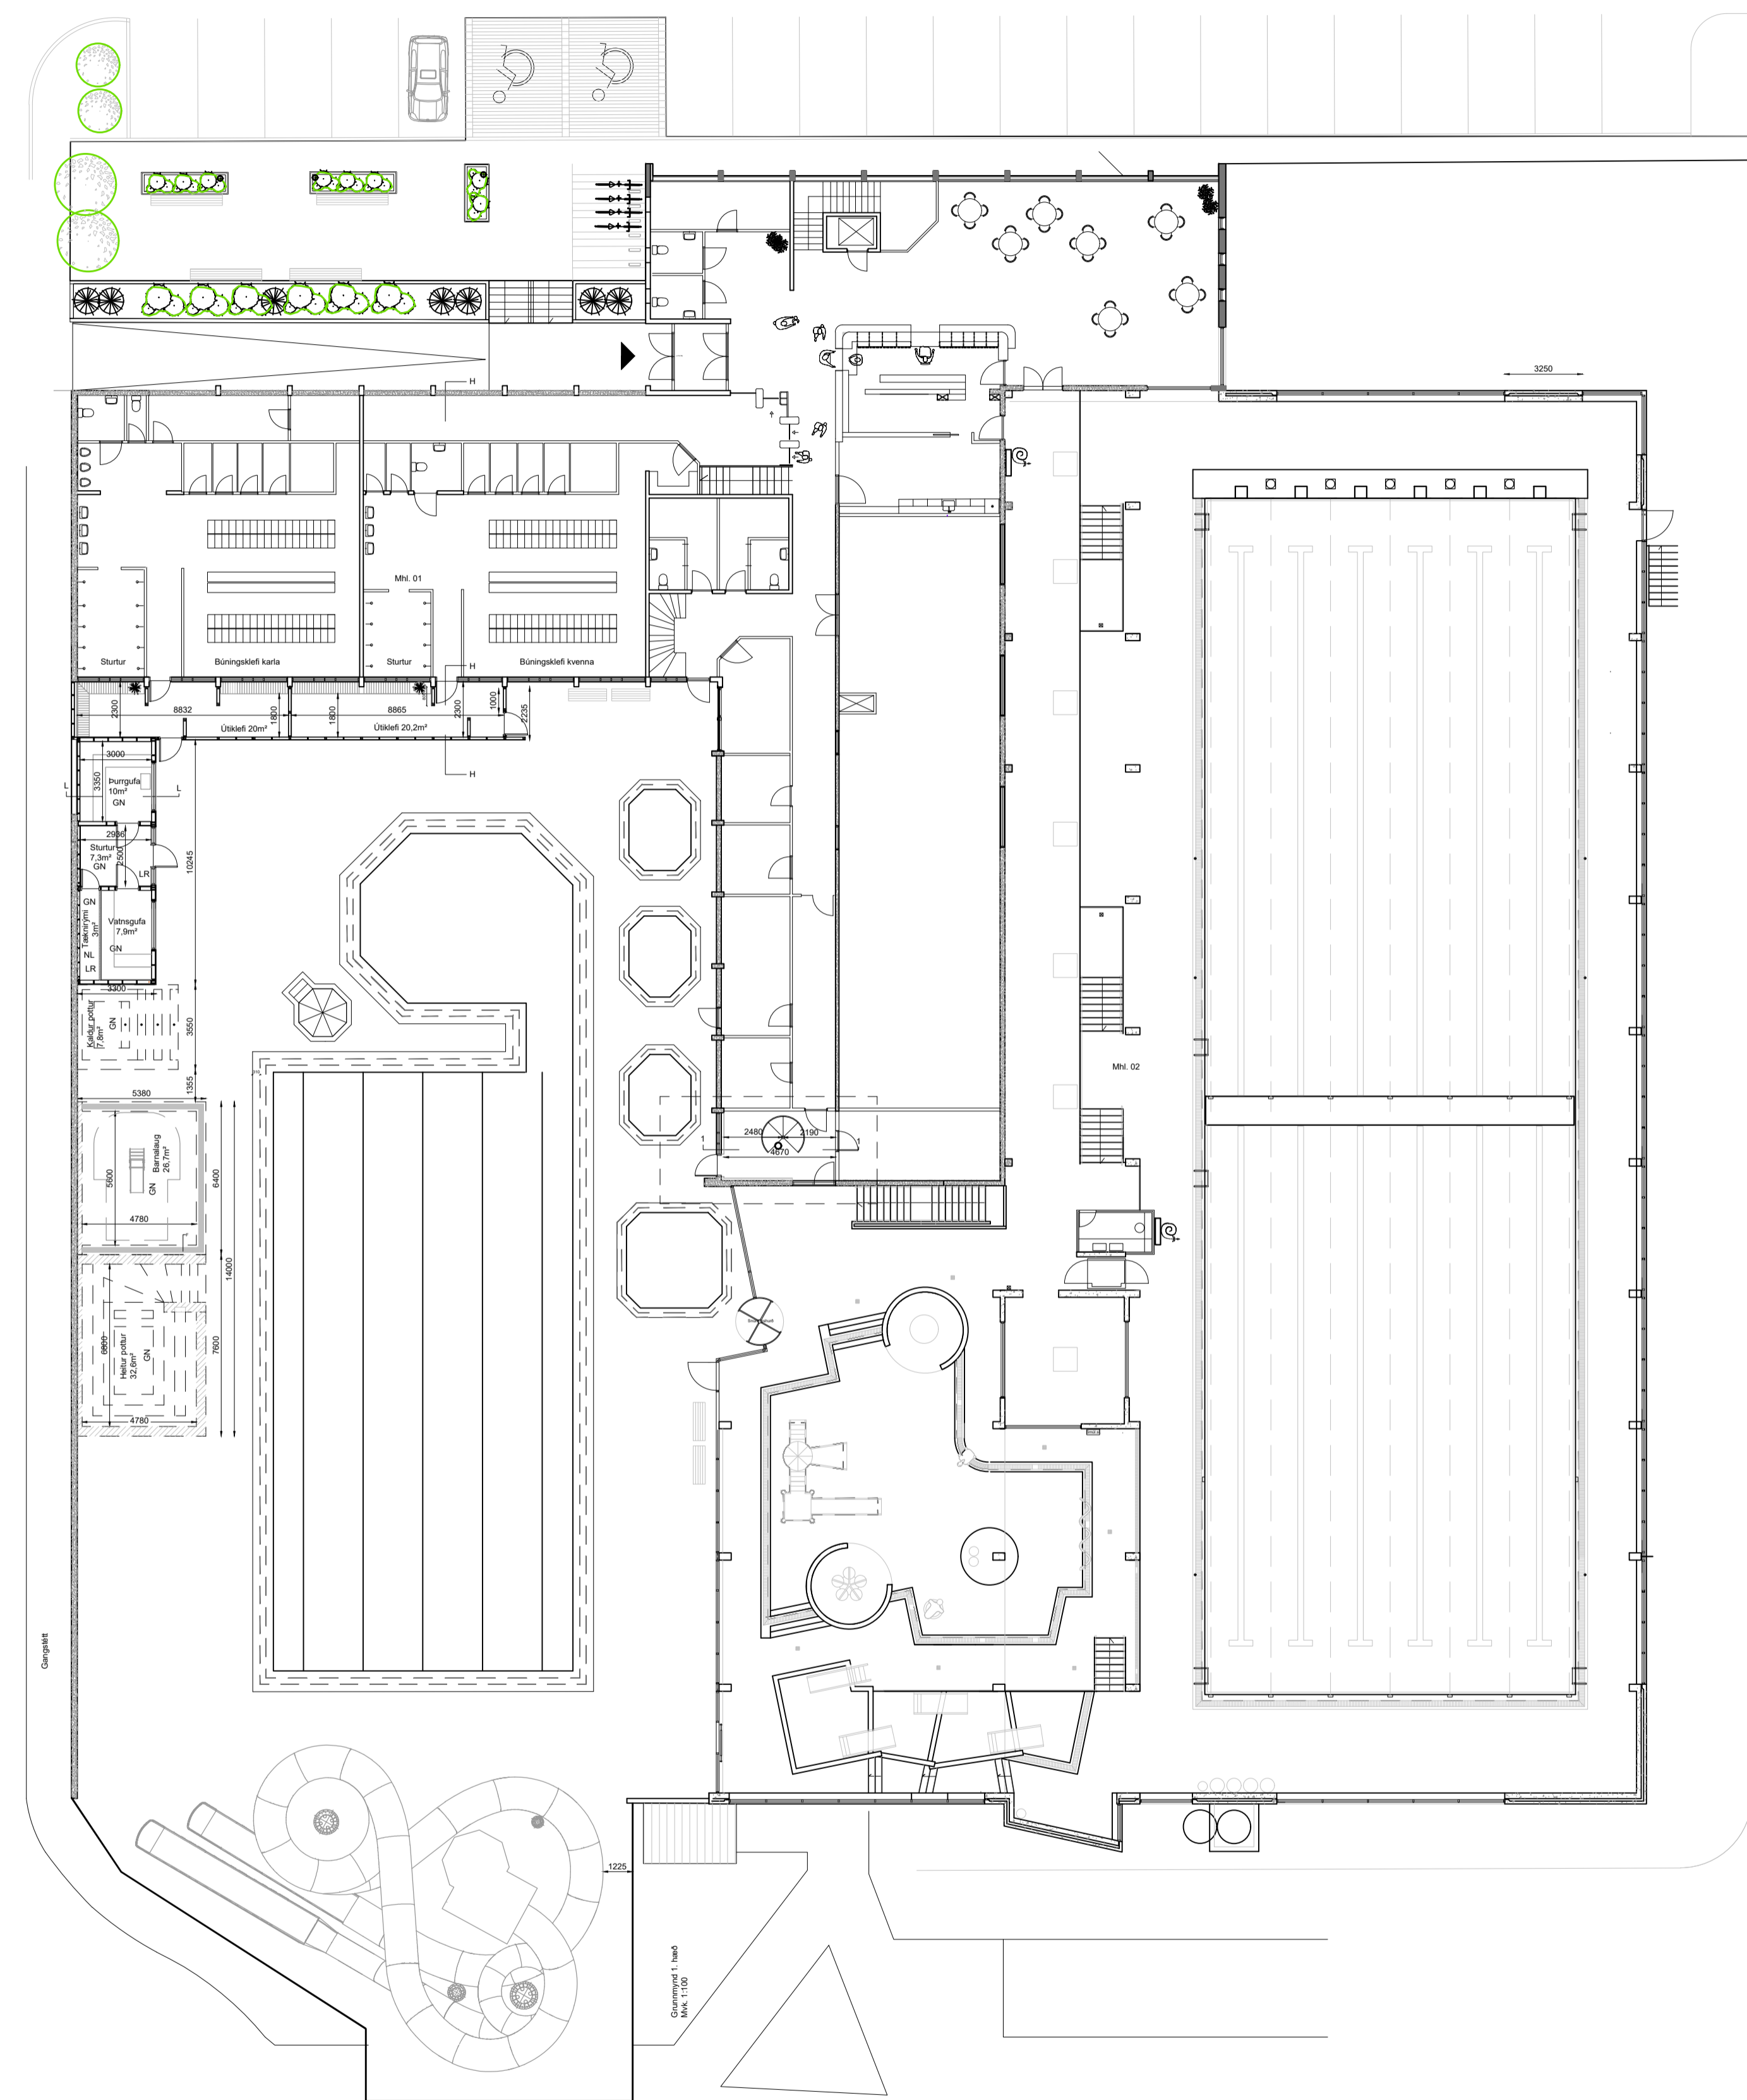 3250
H
Mhl. 01
Sturtur
Búningsklefi karla
Sturtur
Búningsklefi kvenna
H
2300
8832
1800
Útiklefi 20m²
1800
8865
Útiklefi 20,2m²
2300
1000
2235
H
3000
3350
Þurrgufa
10m²
GN
L
L
2936
Sturtur
7,3m²
GN
2500
LR
10245
GN
Tæknirými
3m²
NL
LR
Vatnsgufa
7,9m²
GN
3300
Kaldur pottur
7,8m²
GN
3550
1355
5380
5600
Barnalaug
26,7m²
GN
4780
6400
14000
6800
Heitur pottur
32,6m²
GN
7600
4780
Mhl. 02
2480
2190
4670
1
1
1225
Gangstétt
Grunnmynd 1. hæð
Mvk. 1:100